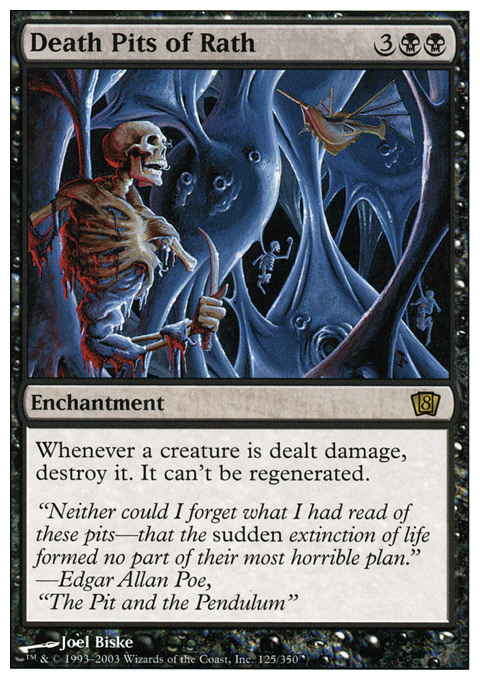 Death Pits of Rath 3
Enchantment 8
Whenever a creature is dealt damage,
destroy it. It can't be regenerated.
“Neither could I forget what I had read of
these pits—that the sudden extinction of life
formed no part of their most horrible plan.”
—Edgar Allan Poe,
“The Pit and the Pendulum”
Joel Biske
™ & © 1993–2003 Wizards of the Coast, Inc. 125/350